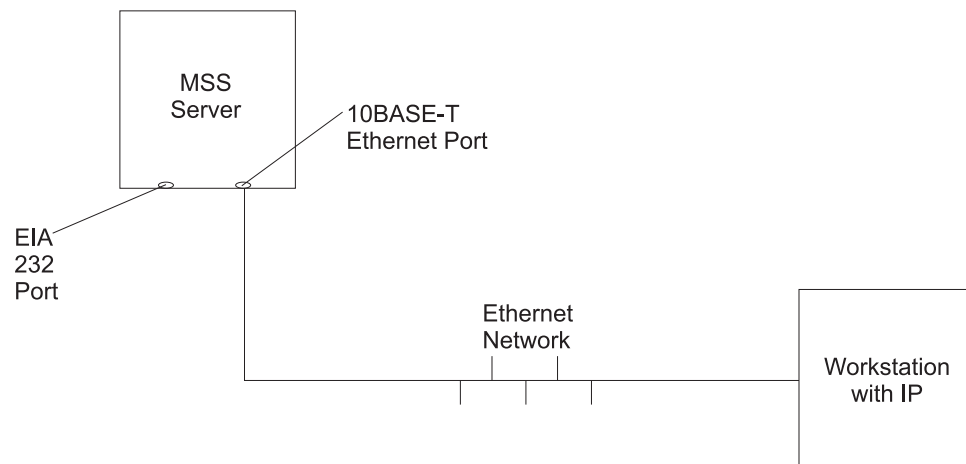 MSS
Server
10BASE-T
Ethernet Port
EIA
232
Port
Ethernet
Network
Workstation
with IP